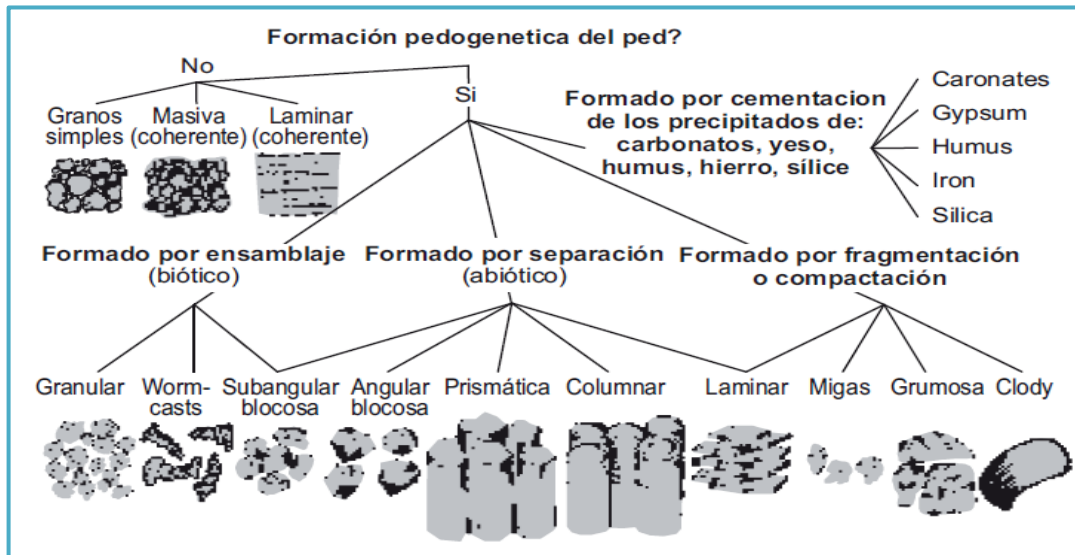 Formación pedogenetica del ped?
No
Si
Granos
simples
Masiva
(coherente)
Laminar
(coherente)
Formado por cementacion
de los precipitados de:
carbonatos, yeso,
humus, hierro, sílice
Caronates
Gypsum
Humus
Iron
Silica
Formado por ensamblaje
(biótico)
Formado por separación
(abiótico)
Formado por fragmentación
o compactación
Granular
Worm-
casts
Subangular
blocosa
Angular
blocosa
Prismática
Columnar
Laminar
Migas
Grumosa
Clody